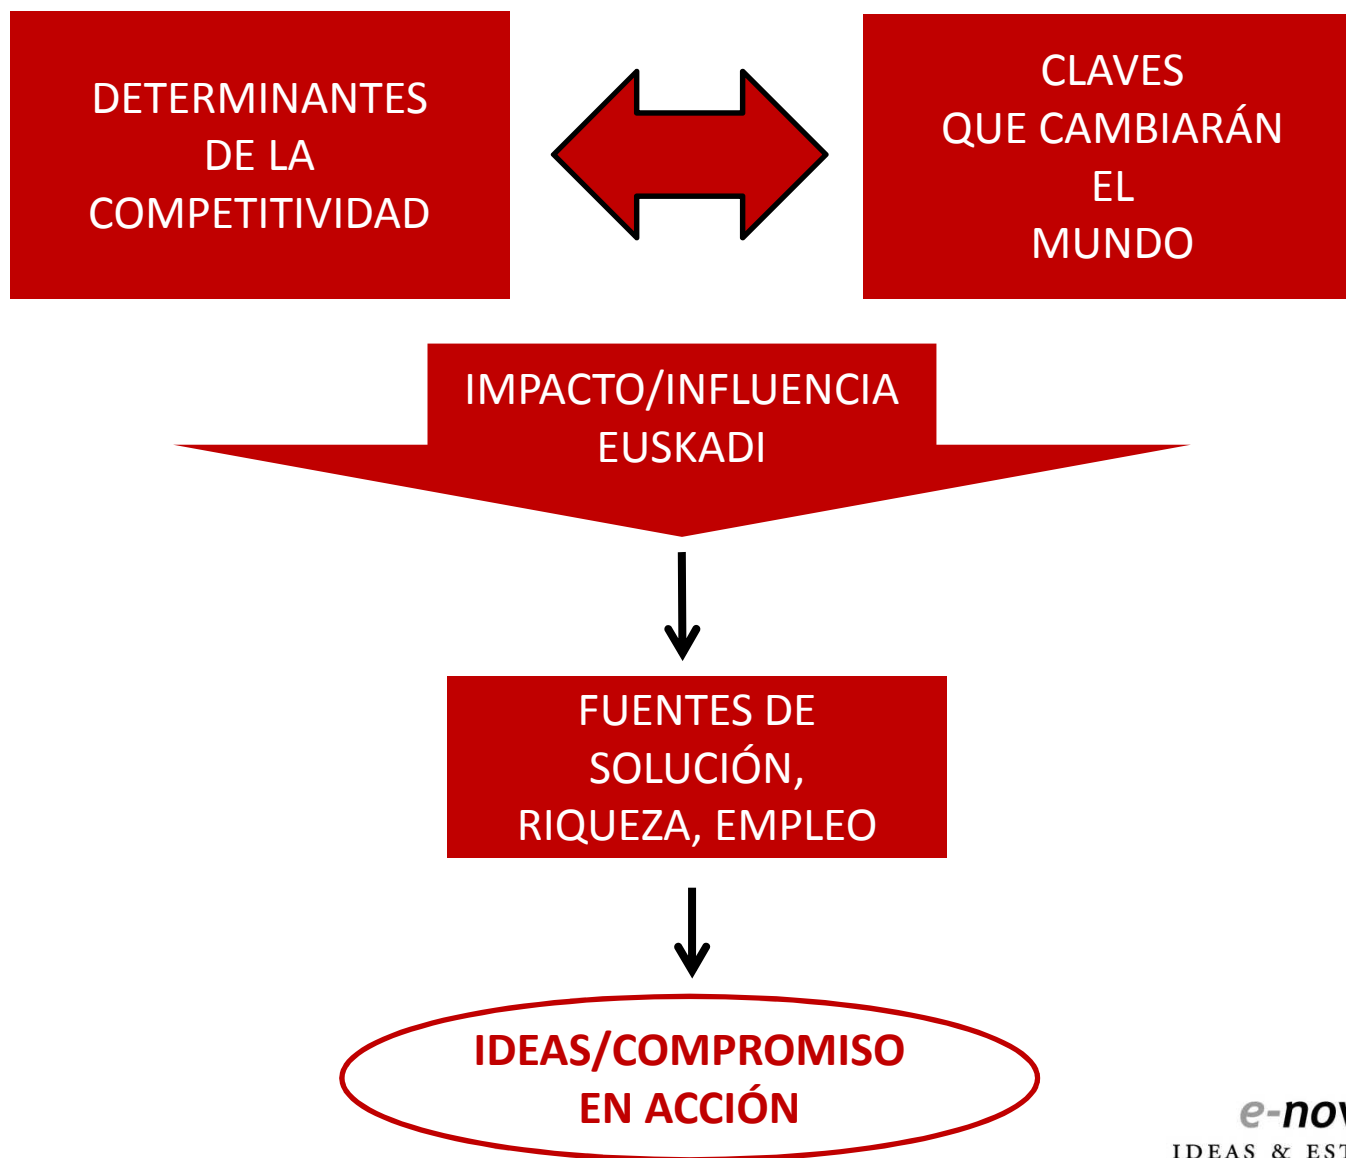 DETERMINANTES
DE LA
COMPETITIVIDAD
CLAVES
QUE CAMBIARÁN
EL
MUNDO
IMPACTO/INFLUENCIA
EUSKADI
FUENTES DE
SOLUCIÓN,
RIQUEZA, EMPLEO
IDEAS/COMPROMISO
EN ACCIÓN
IDEAS &